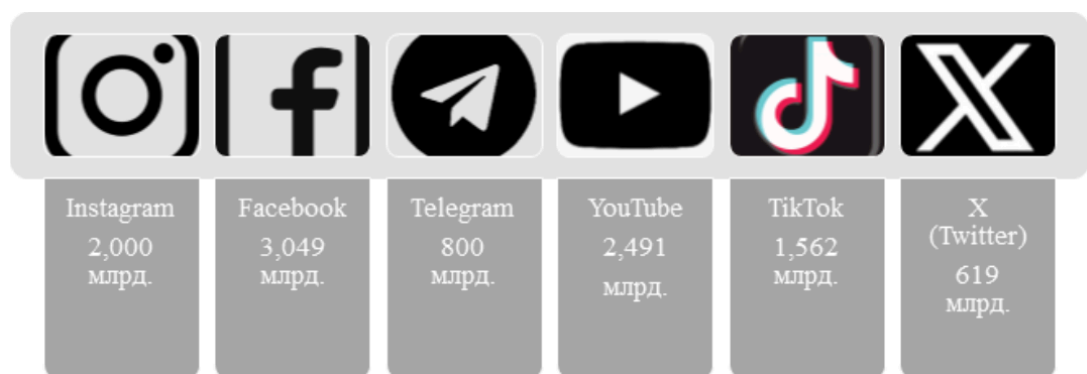 Instagram
2,000
млрд.
Facebook
3,049
млрд.
Telegram
800
млрд.
YouTube
2,491
млрд.
TikTok
1,562
млрд.
X
(Twitter)
619
млрд.